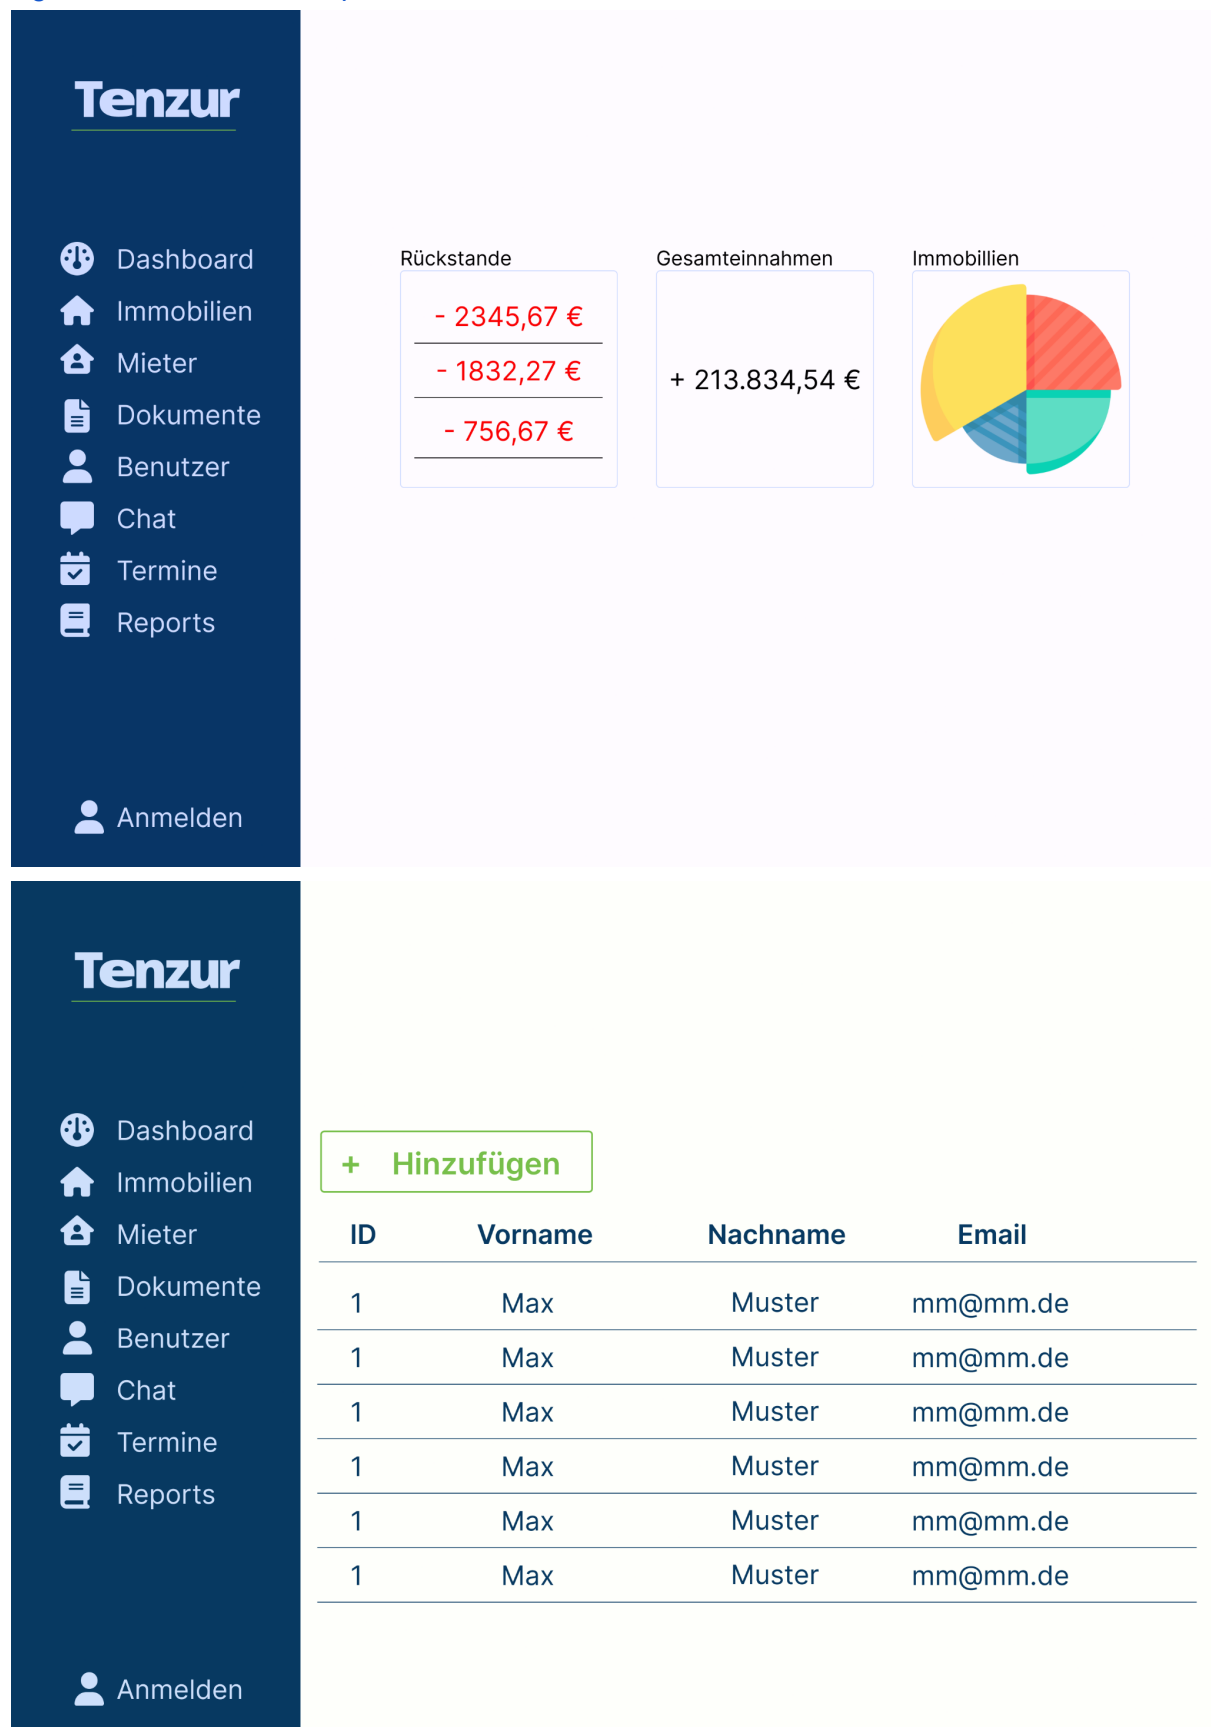 Tenzur
Dashboard
Immobilien
Mieter
Dokumente
Benutzer
Chat
Termine
Reports
Anmelden
Rückstande
- 2345,67 €
- 1832,27 €
- 756,67 €
Gesamteinnahmen
+ 213.834,54 €
Immobillien
Tenzur
Dashboard
Immobilien
Mieter
Dokumente
Benutzer
Chat
Termine
Reports
Anmelden
+ Hinzufügen
ID Vorname Nachname Email
1 Max Muster mm@mm.de
1 Max Muster mm@mm.de
1 Max Muster mm@mm.de
1 Max Muster mm@mm.de
1 Max Muster mm@mm.de
1 Max Muster mm@mm.de